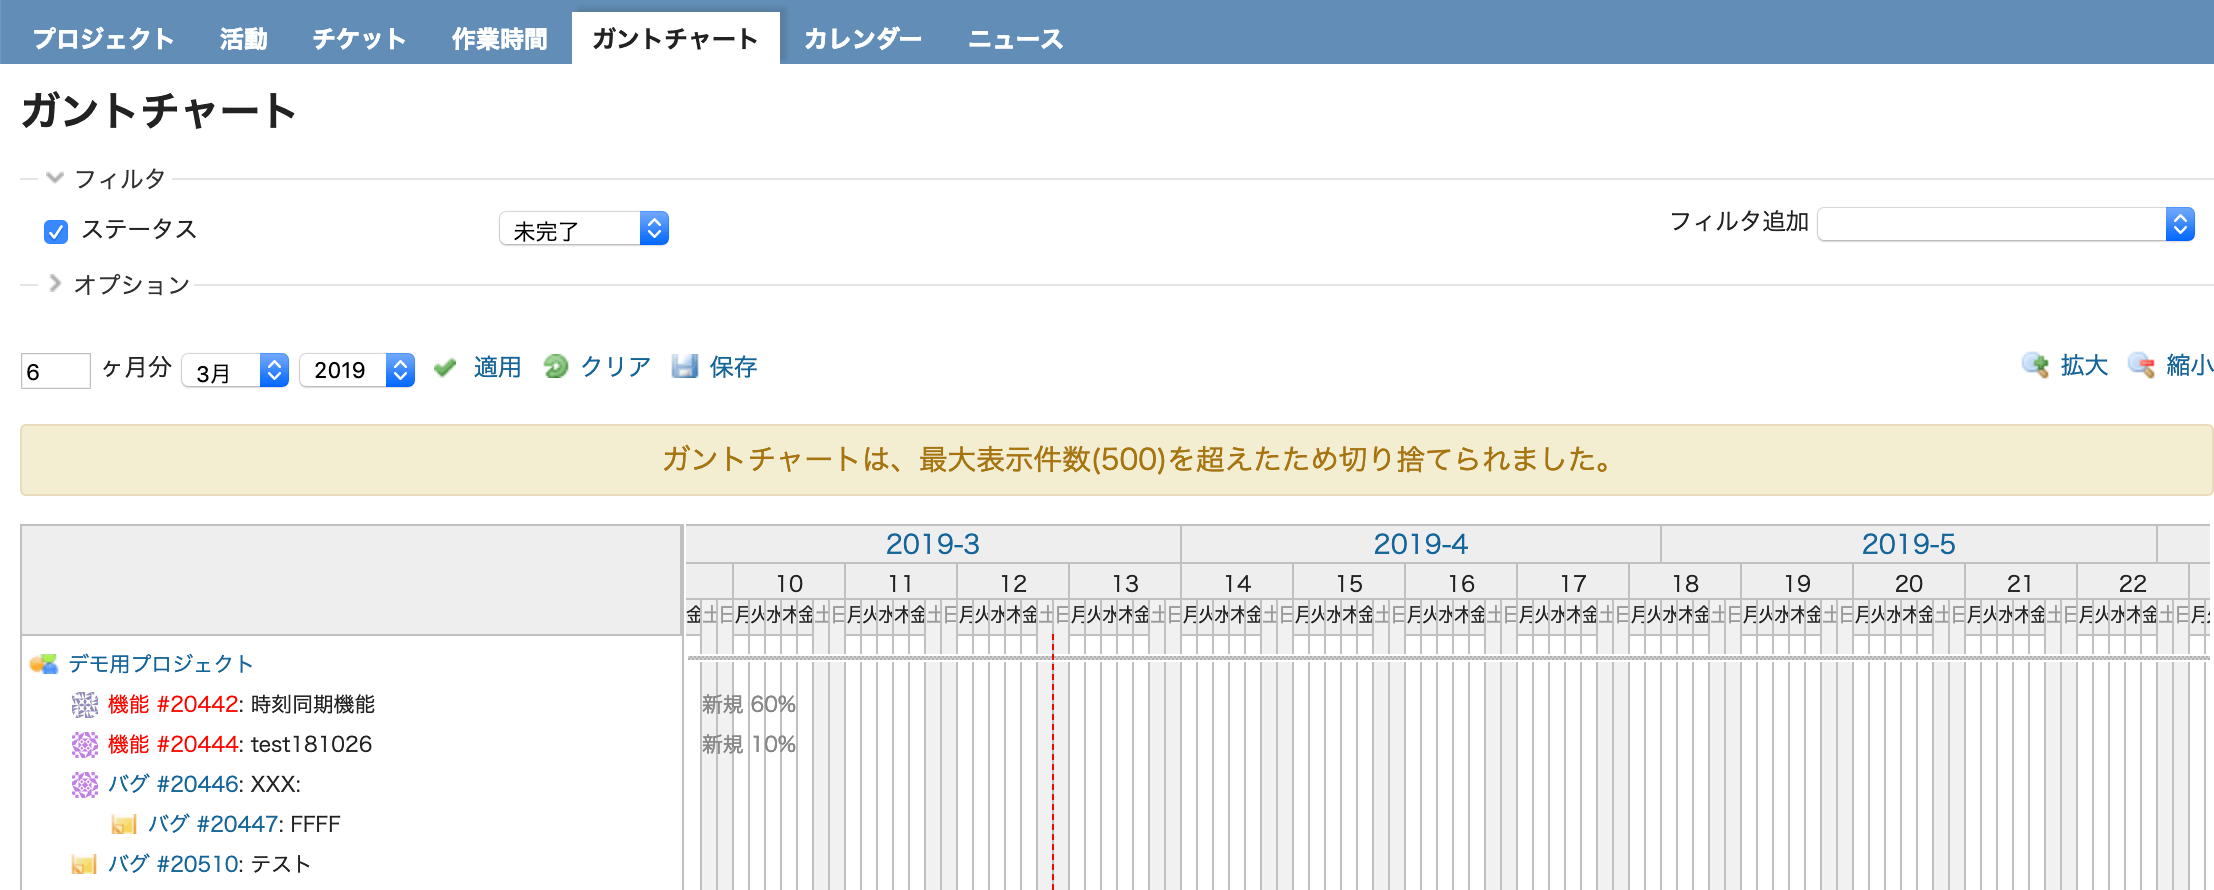 プロジェクト 活動 チケット 作業時間 ガントチャート カレンダー ニュース
ガントチャート
フィルタ
ステータス 未完了 フィルタ追加
オプション
6 ヶ月分 3月 2019 適用 クリア 保存 拡大 縮小
ガントチャートは、最大表示件数(500)を超えたため切り捨てられました。
2019-3 2019-4 2019-5
10 11 12 13 14 15 16 17 18 19 20 21 22
金土日月火水木金土日月火水木金土日月火水木金土日月火水木金土日月火水木金土日月火水木金土日月火水木金土日月火水木金土日月火水木金土日月火水木金土日月火水木金土日月火水木金土日月火水木金土日月
デモ用プロジェクト
機能 #20442: 時刻同期機能 新規 60%
機能 #20444: test181026 新規 10%
バグ #20446: XXX:
バグ #20447: FFFF
バグ #20510: テスト